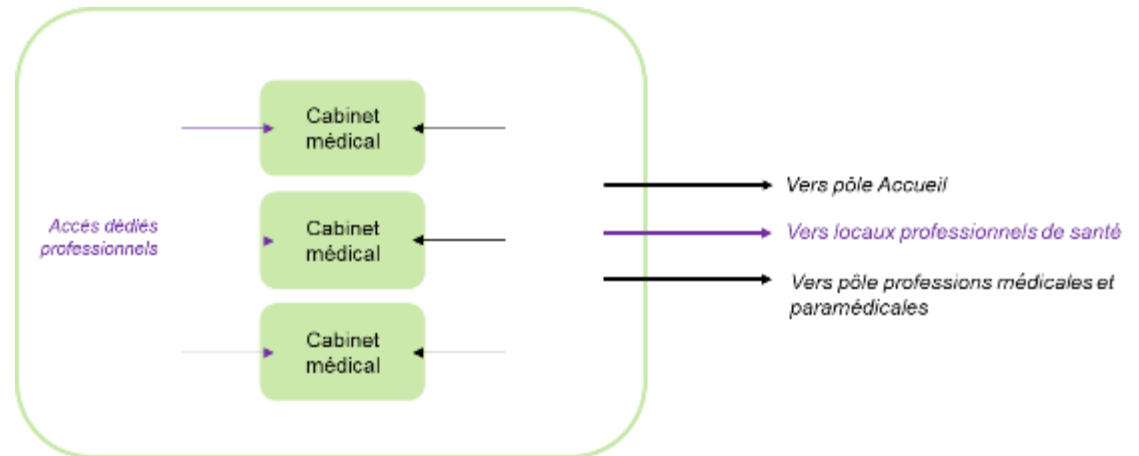 Cabinet
médical
Accès dédiés
professionnels
Cabinet
médical
Cabinet
médical
Vers pôle Accueil
Vers locaux professionnels de santé
Vers pôle professions médicales et
paramédicales